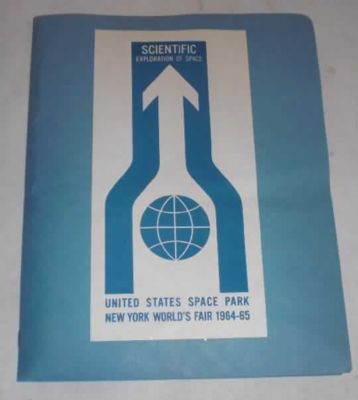 SCIENTIFIC
EXPLORATION OF SPACE
UNITED STATES SPACE PARK
NEW YORK WORLD'S FAIR 1964-65